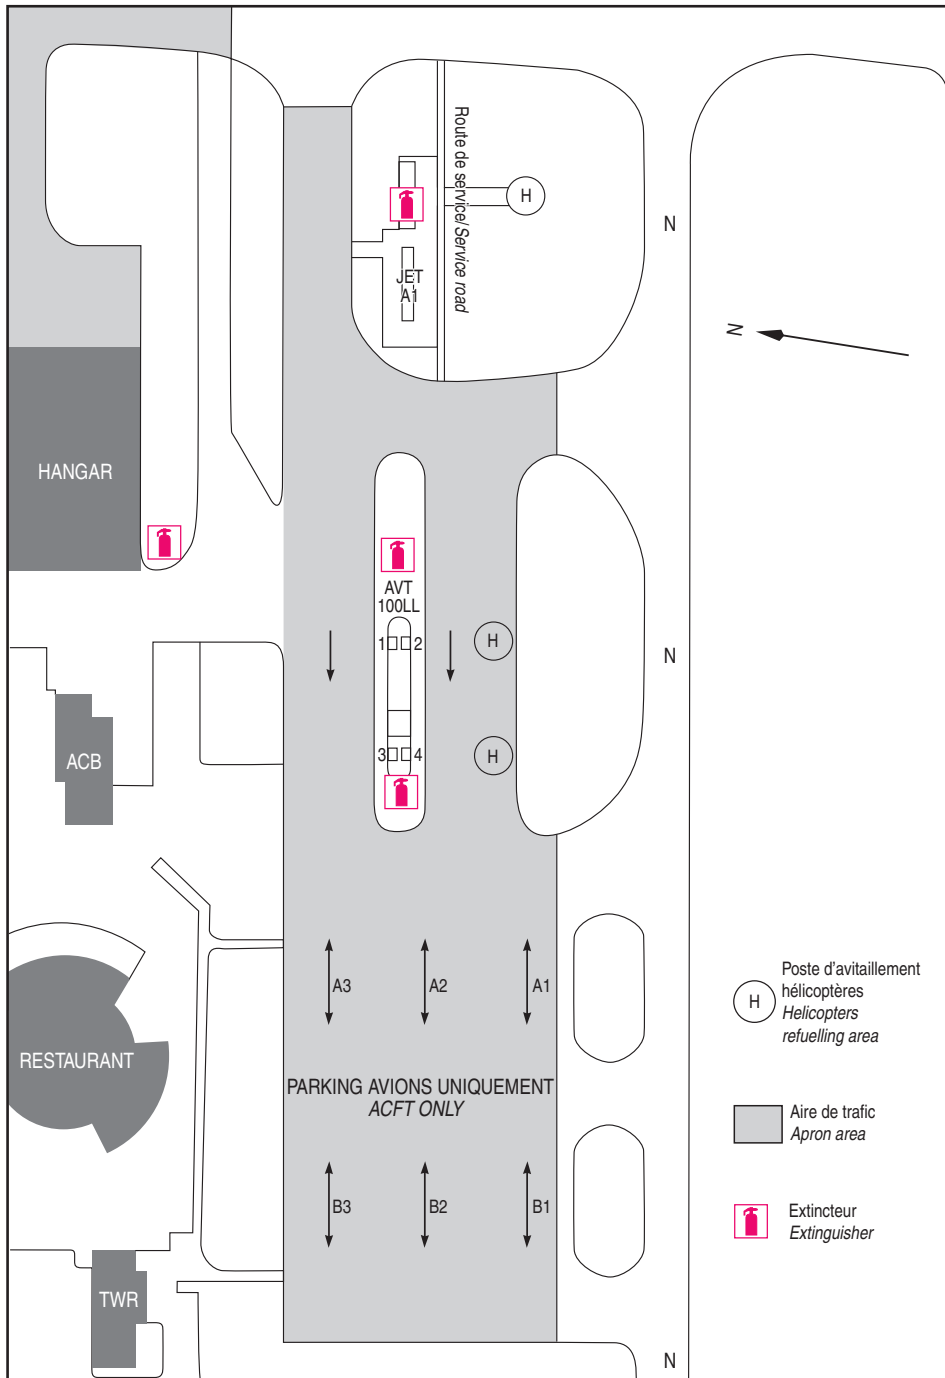 Route de service/Service road
H
N
JET
A1
N
HANGAR
AVT
100LL
1
2
H
N
ACB
3
4
H
A3
A2
A1
Poste d'avitaillement
hélicoptères
H
Helicopters
refuelling area
RESTAURANT
PARKING AVIONS UNIQUEMENT
ACFT ONLY
Aire de trafic
Apron area
B3
B2
B1
Extincteur
Extinguisher
TWR
N